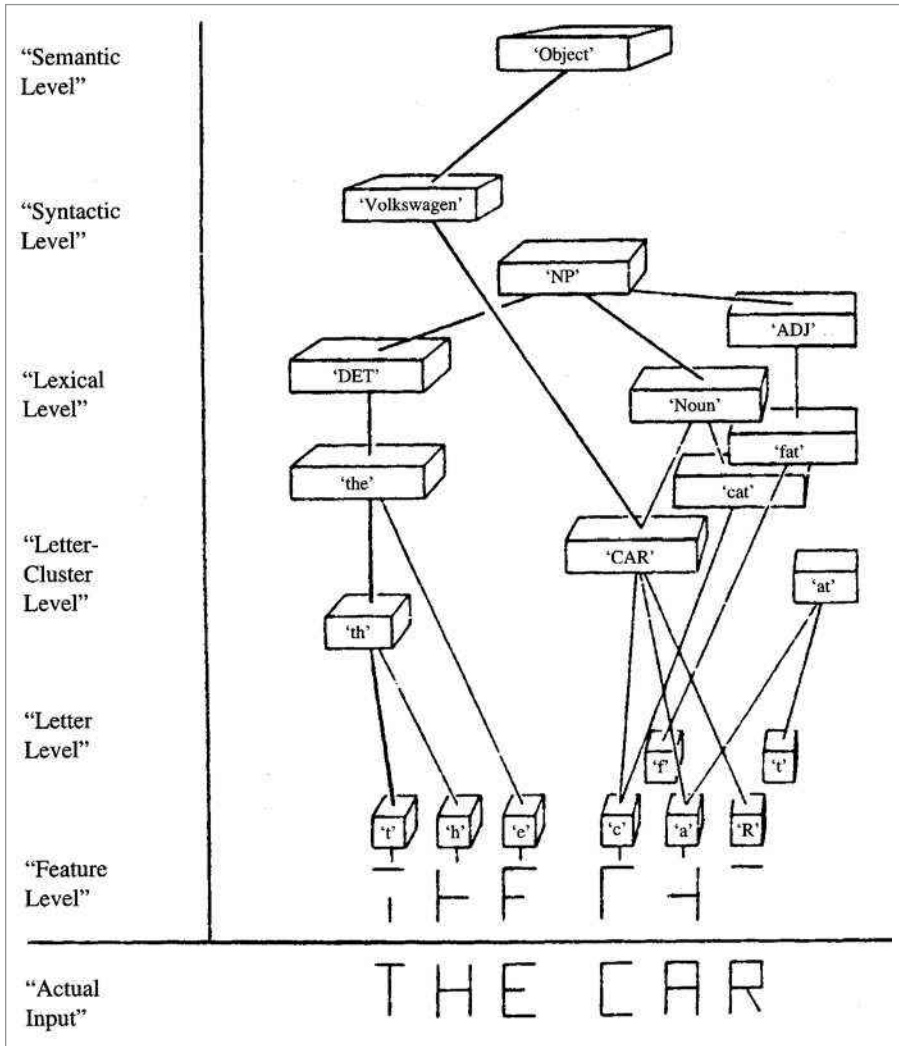 “Semantic
Level”
‘Object’
“Syntactic
Level”
‘Volkswagen’
‘NP’
‘ADJ’
“Lexical
Level”
‘DET’
‘Noun’
‘fat’
‘the’
‘cat’
“Letter-
Cluster
Level”
‘CAR’
‘at’
‘th’
“Letter
Level”
‘f’
‘t’
‘t’ ‘h’ ‘e’ ‘c’ ‘a’ ‘R’
“Feature
Level”
“Actual
Input”
THE CAR